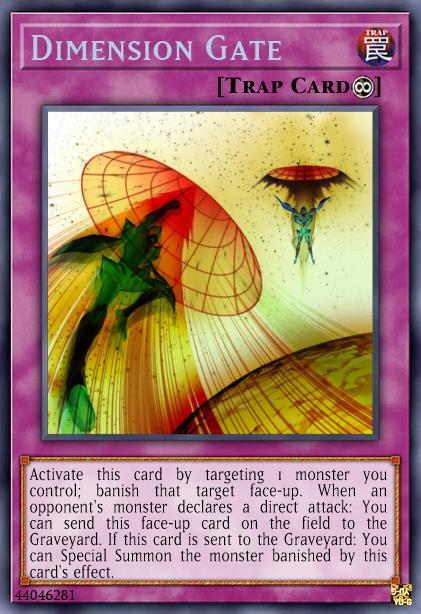 DIMENSION GATE
TRAP
罠
[TRAP CARD]
Activate this card by targeting 1 monster you
control; banish that target face-up. When an
opponent's monster declares a direct attack: You
can send this face-up card on the field to the
Graveyard. If this card is sent to the Graveyard: You
can Special Summon the monster banished by this
card's effect.
44046281